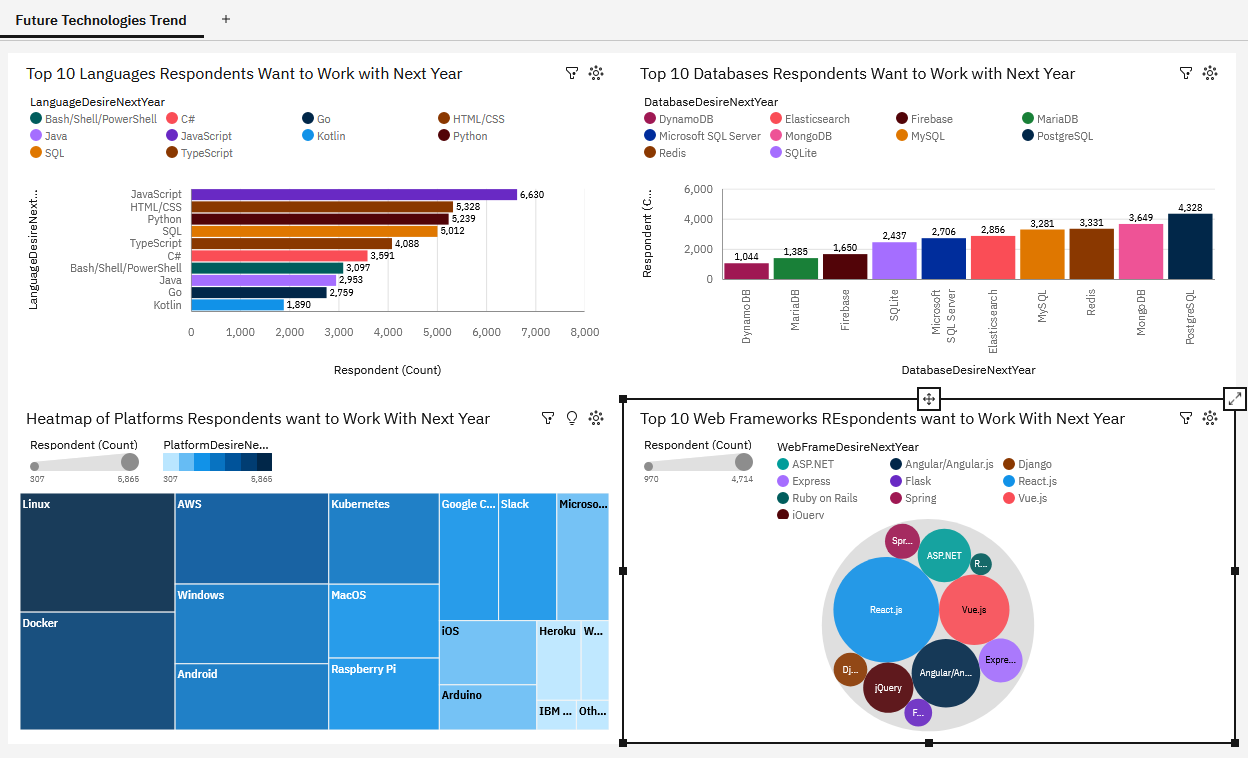 Future Technologies Trend +
Top 10 Languages Respondents Want to Work with Next Year
LanguageDesireNextYear
Bash/Shell/PowerShell C# Go HTML/CSS
Java JavaScript Kotlin Python
SQL TypeScript
LanguageDesireNext...
JavaScript 6,630
HTML/CSS 5,328
Python 5,239
SQL 5,012
TypeScript 4,088
C# 3,591
Bash/Shell/PowerShell 3,097
Java 2,953
Go 2,759
Kotlin 1,890
0 1,000 2,000 3,000 4,000 5,000 6,000 7,000 8,000
Respondent (Count)
Top 10 Databases Respondents Want to Work with Next Year
DatabaseDesireNextYear
DynamoDB Elasticsearch Firebase MariaDB
Microsoft SQL Server MongoDB MySQL PostgreSQL
Redis SQLite
Respondent (C...
6,000
4,000
2,000
0
1,044 1,385 1,650 2,437 2,706 2,856 3,281 3,331 3,649 4,328
DynamoDB
MariaDB
Firebase
SQLite
Microsoft
SQL Server
Elasticsearch
MySQL
Redis
MongoDB
PostgreSQL
DatabaseDesireNextYear
Heatmap of Platforms Respondents want to Work With Next Year
Respondent (Count) PlatformDesireNe...
307 5,865 307 5,865
Linux AWS Kubernetes Google C... Slack Microso...
Windows MacOS
Docker iOS Heroku W...
Android Raspberry Pi
Arduino IBM ... Oth...
Top 10 Web Frameworks REspondents want to Work With Next Year
Respondent (Count)
970 4,714
WebFrameDesireNextYear
ASP.NET Angular/Angular.js Django
Express Flask React.js
Ruby on Rails Spring Vue.js
jQuery
Spr... ASP.NET R...
React.js Vue.js
Expre...
Dj... Angular/An...
jQuery
F...